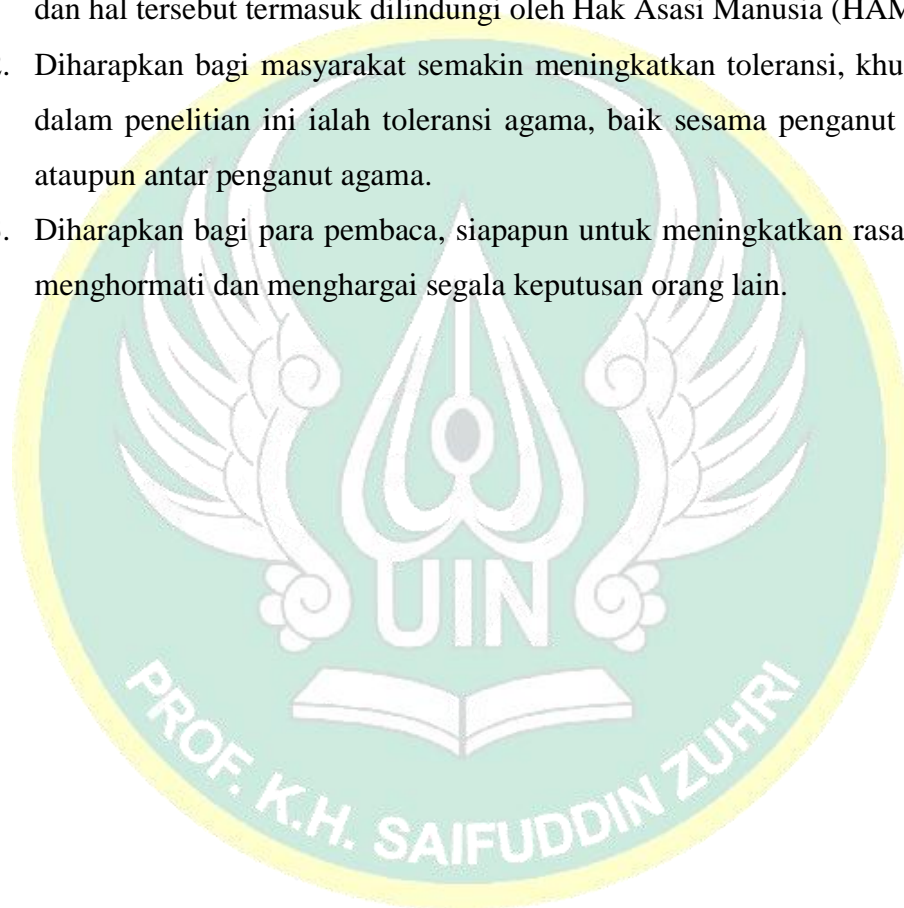 dan hal tersebut termasuk dilindungi oleh Hak Asasi Manusia (HAM
2. Diharapkan bagi masyarakat semakin meningkatkan toleransi,
dalam penelitian ini ialah toleransi agama, baik sesama penganut
ataupun antar penganut agama.
3. Diharapkan bagi para pembaca, siapapun untuk meningkatkan rasa
menghormati dan menghargai segala keputusan orang lain.
UIN
PROF. K.H. SAIFUDDIN ZUHRI